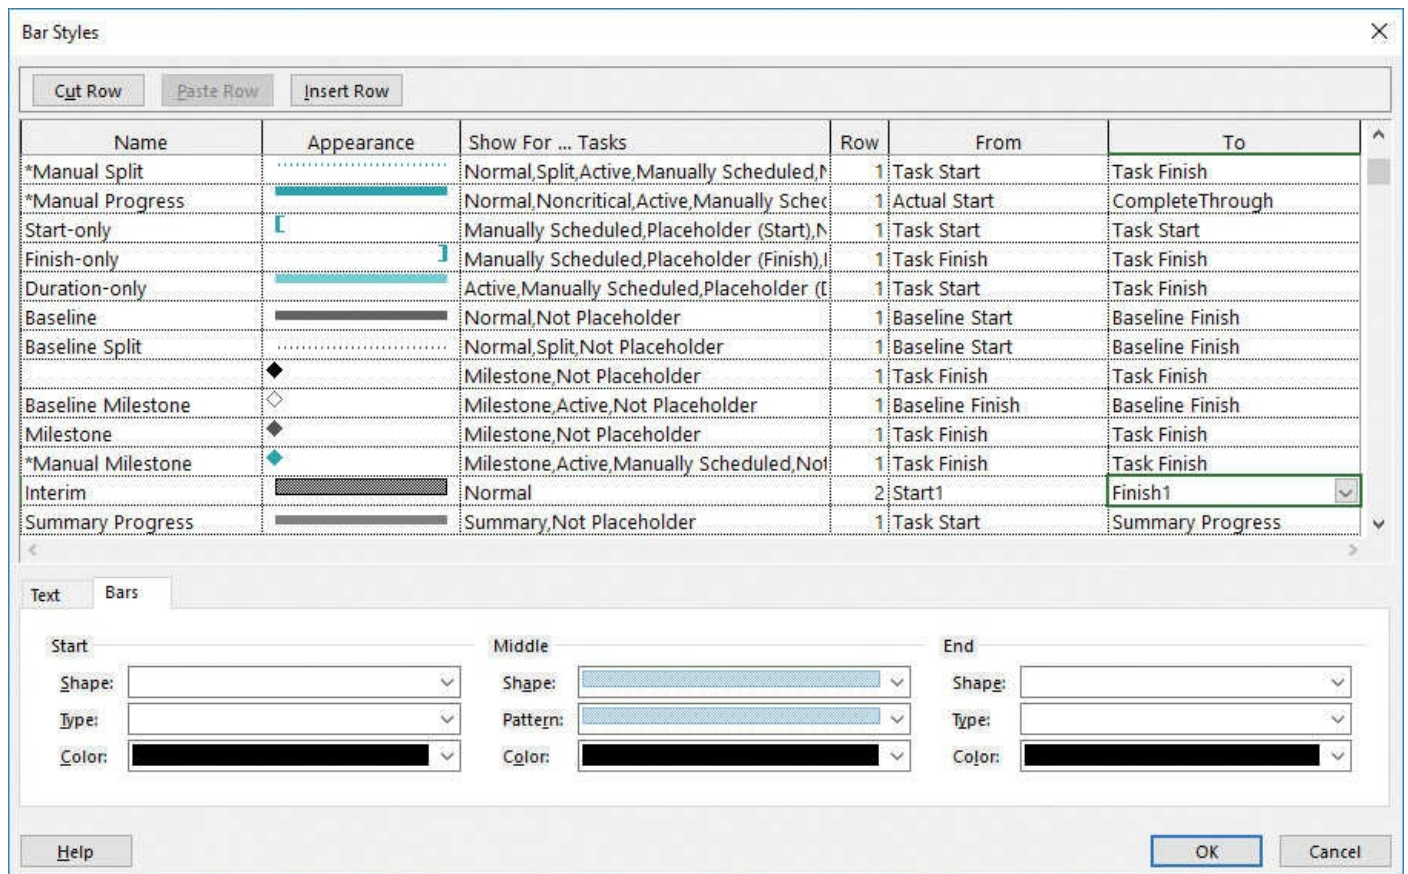 Bar Styles
Cut Row Paste Row Insert Row
Name Appearance Show For ... Tasks Row From To
*Manual Split Normal,Split,Active,Manually Scheduled,N 1 Task Start Task Finish
*Manual Progress Normal,Noncritical,Active,Manually Sched 1 Actual Start CompleteThrough
Start-only Manually Scheduled,Placeholder (Start),N 1 Task Start Task Start
Finish-only Manually Scheduled,Placeholder (Finish), 1 Task Finish Task Finish
Duration-only Active,Manually Scheduled,Placeholder ( 1 Task Start Task Finish
Baseline Normal,Not Placeholder 1 Baseline Start Baseline Finish
Baseline Split Normal,Split,Not Placeholder 1 Baseline Start Baseline Finish
Milestone,Not Placeholder 1 Task Finish Task Finish
Baseline Milestone Milestone,Active,Not Placeholder 1 Baseline Finish Baseline Finish
Milestone Milestone,Not Placeholder 1 Task Finish Task Finish
*Manual Milestone Milestone,Active,Manually Scheduled,Not 1 Task Finish Task Finish
Interim Normal 2 Start1 Finish1
Summary Progress Summary,Not Placeholder 1 Task Start Summary Progress
Text Bars
Start Middle End
Shape: Shape: Shape:
Type: Pattern: Type:
Color: Color: Color:
Help OK Cancel